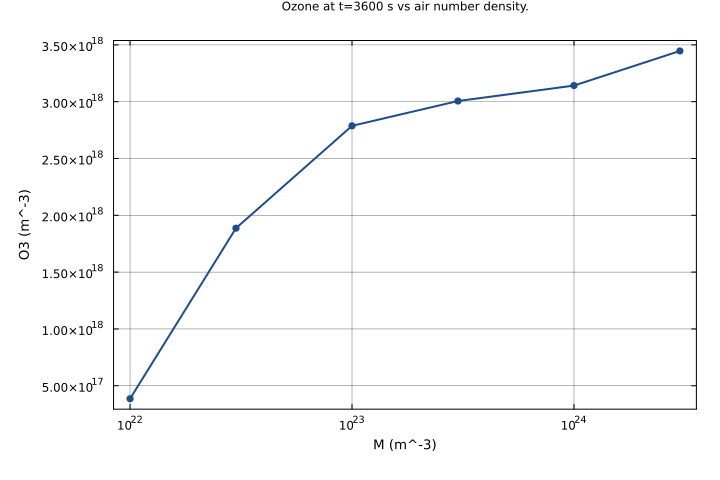 Ozone at t=3600 s vs air number density.
3.50×10^18
3.00×10^18
2.50×10^18
2.00×10^18
1.50×10^18
1.00×10^18
5.00×10^17
O3 (m^-3)
10^22 10^23 10^24
M (m^-3)